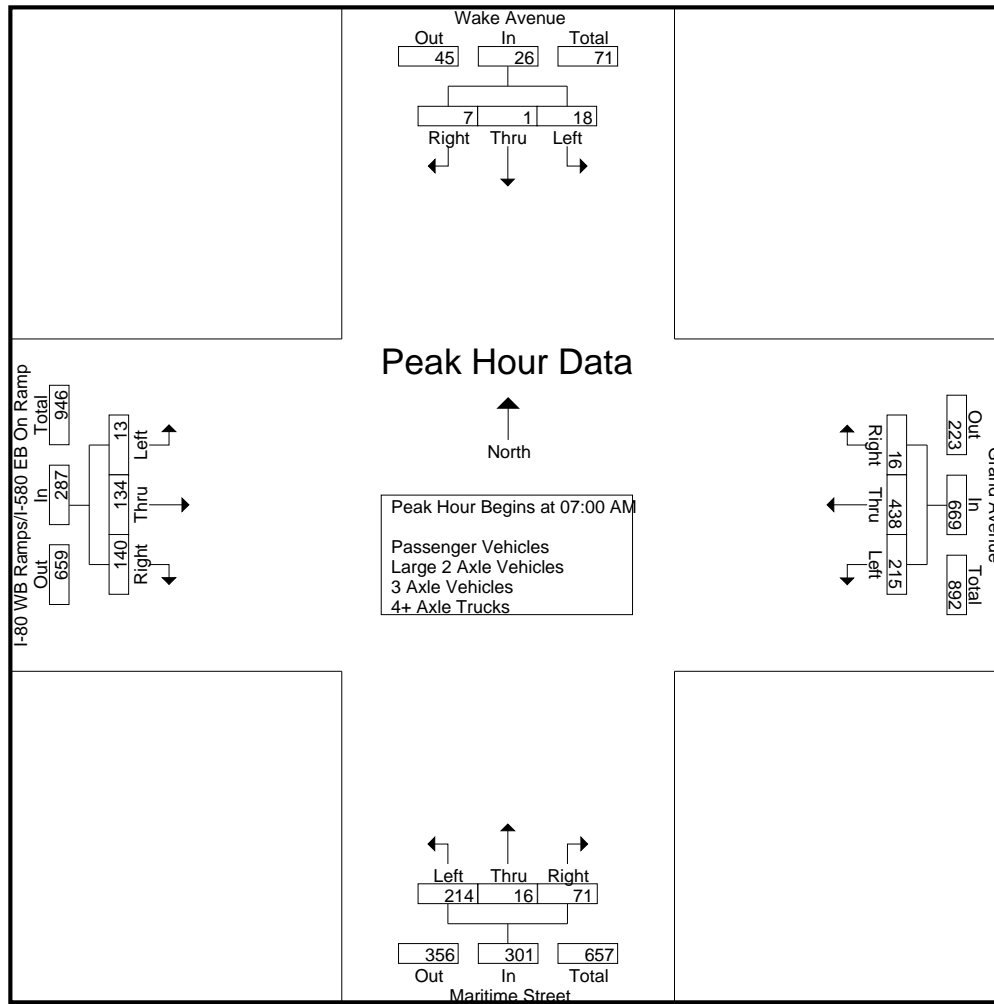 Wake Avenue
Out In Total
45 26 71
7 1 18
Right Thru Left
Peak Hour Data
North
Peak Hour Begins at 07:00 AM
Passenger Vehicles
Large 2 Axle Vehicles
3 Axle Vehicles
4+ Axle Trucks
I-80 WB Ramps/I-580 EB On Ramp
Out In Total
659 287 946
140 134 13
Right Thru Left
Grand Avenue
Out In Total
223 669 892
16 438 215
Right Thru Left
Left Thru Right
214 16 71
356 301 657
Out In Total
Maritime Street